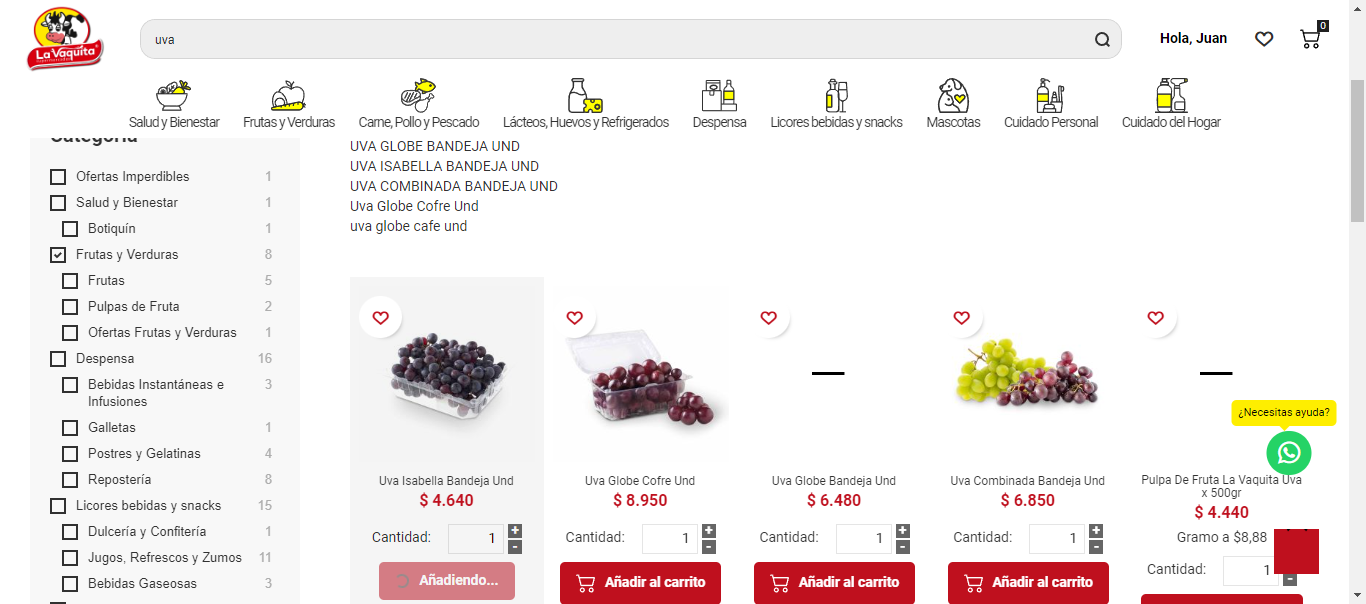 La Vaquita
uva
Hola, Juan
0
Salud y Bienestar
Frutas y Verduras
Carne, Pollo y Pescado
Lácteos, Huevos y Refrigerados
Despensa
Licores bebidas y snacks
Mascotas
Cuidado Personal
Cuidado del Hogar
Categoría
Ofertas Imperdibles 1
Salud y Bienestar 1
Botiquín 1
Frutas y Verduras 8
Frutas 5
Pulpas de Fruta 2
Ofertas Frutas y Verduras 1
Despensa 16
Bebidas Instantáneas e 3
Infusiones
Galletas 1
Postres y Gelatinas 4
Repostería 8
Licores bebidas y snacks 15
Dulcería y Confitería 1
Jugos, Refrescos y Zumos 11
Bebidas Gaseosas 3
UVA GLOBE BANDEJA UND
UVA ISABELLA BANDEJA UND
UVA COMBINADA BANDEJA UND
Uva Globe Cofre Und
uva globe cafe und
Uva Isabella Bandeja Und
$ 4.640
Cantidad: 1 + -
Añadiendo...
Uva Globe Cofre Und
$ 8.950
Cantidad: 1 + -
Añadir al carrito
Uva Globe Bandeja Und
$ 6.480
Cantidad: 1 + -
Añadir al carrito
Uva Combinada Bandeja Und
$ 6.850
Cantidad: 1 + -
Añadir al carrito
Pulpa De Fruta La Vaquita Uva
x 500gr
$ 4.440
Gramo a $8,88
Cantidad: 1 -
¿Necesitas ayuda?